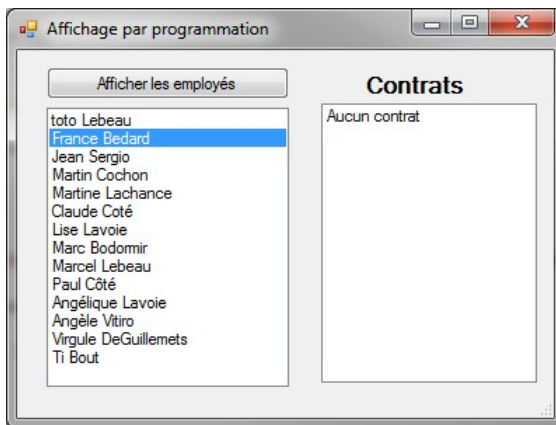 Affichage par programmation
Afficher les employés
Contrats
toto Lebeau
France Bedard
Jean Sergio
Martin Cochon
Martine Lachance
Claude Coté
Lise Lavoie
Marc Bodormir
Marcel Lebeau
Paul Côté
Angélique Lavoie
Angèle Vitiro
Virgule DeGuillemets
Ti Bout
Aucun contrat